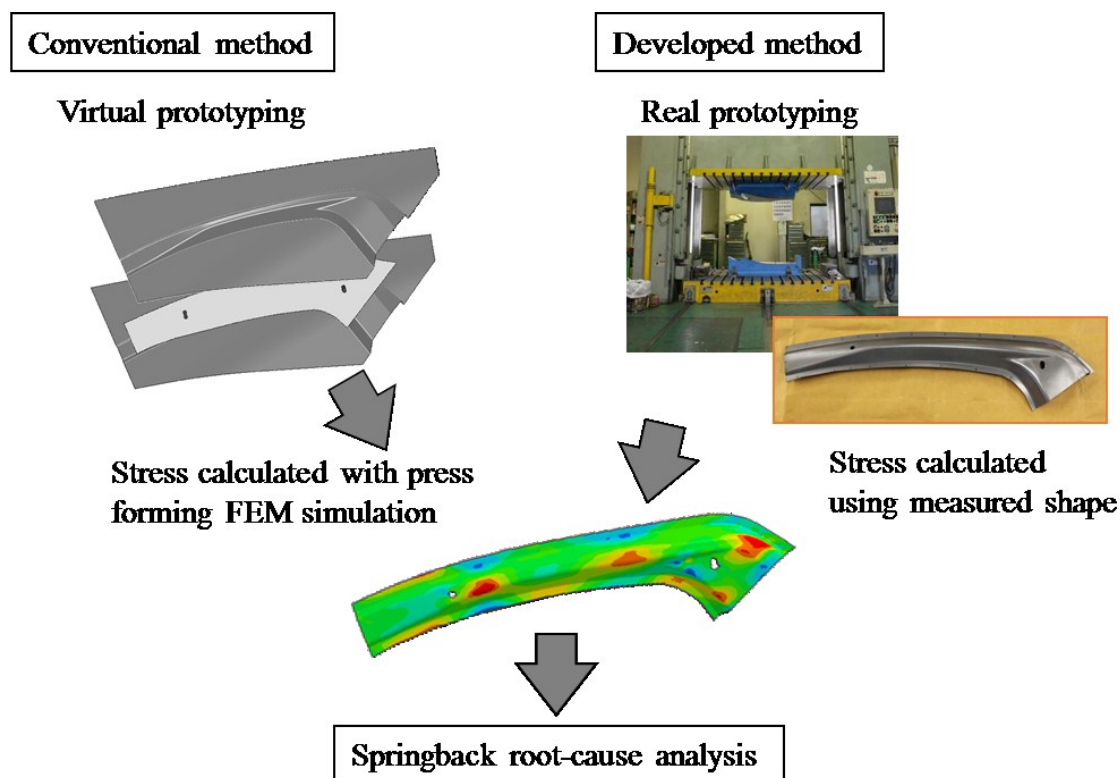 Conventional method
Virtual prototyping
Stress calculated with press
forming FEM simulation
Developed method
Real prototyping
Stress calculated
using measured shape
Springback root-cause analysis